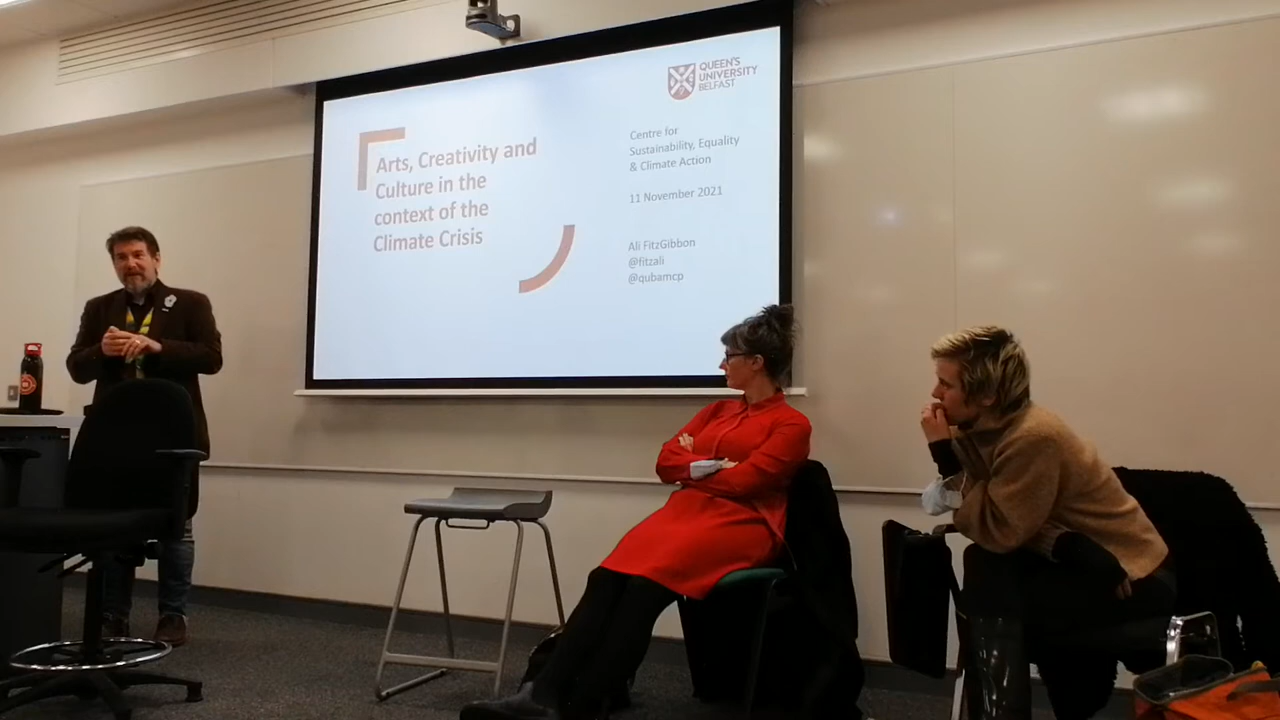 QUEEN'S
UNIVERSITY
BELFAST
Arts, Creativity and
Culture in the
context of the
Climate Crisis
Centre for
Sustainability, Equality
& Climate Action
11 November 2021
Ali FitzGibbon
@fitzali
@qubamcp